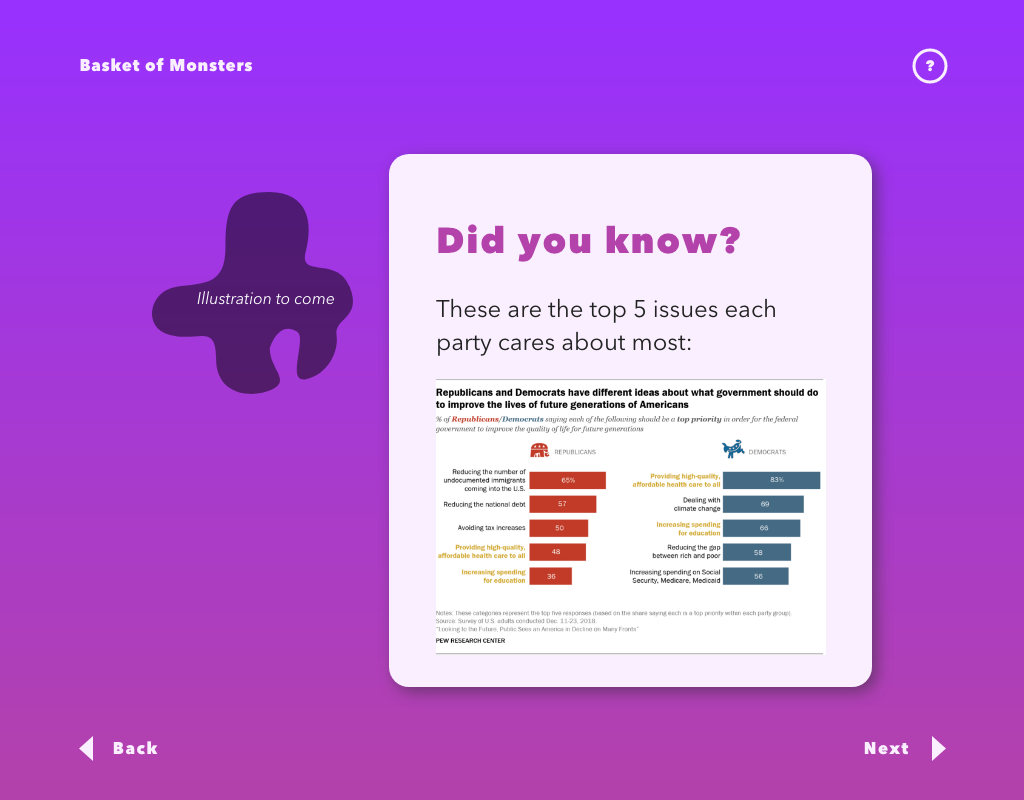 Basket of Monsters
?
Illustration to come
Did you know?
These are the top 5 issues each
party cares about most:
Republicans and Democrats have different ideas about what government should do
to improve the lives of future generations of Americans
% of Republicans/Democrats saying each of the following should be a top priority in order for the federal
government to improve the quality of life for future generations
REPUBLICANS
Reducing the number of
undocumented immigrants
coming into the U.S.
65%
Reducing the national debt
57
Avoiding tax increases
50
Providing high-quality,
affordable health care to all
48
Increasing spending
for education
36
DEMOCRATS
Providing high-quality,
affordable health care to all
83%
Dealing with
climate change
69
Increasing spending
for education
66
Reducing the gap
between rich and poor
58
Increasing spending on Social
Security, Medicare, Medicaid
56
Notes: These categories represent the top five responses (based on the share saying each is a top priority within each party group).
Source: Survey of U.S. adults conducted Dec. 11-23, 2018.
"Looking to the Future, Public Sees an America in Decline on Many Fronts"
PEW RESEARCH CENTER
Back
Next